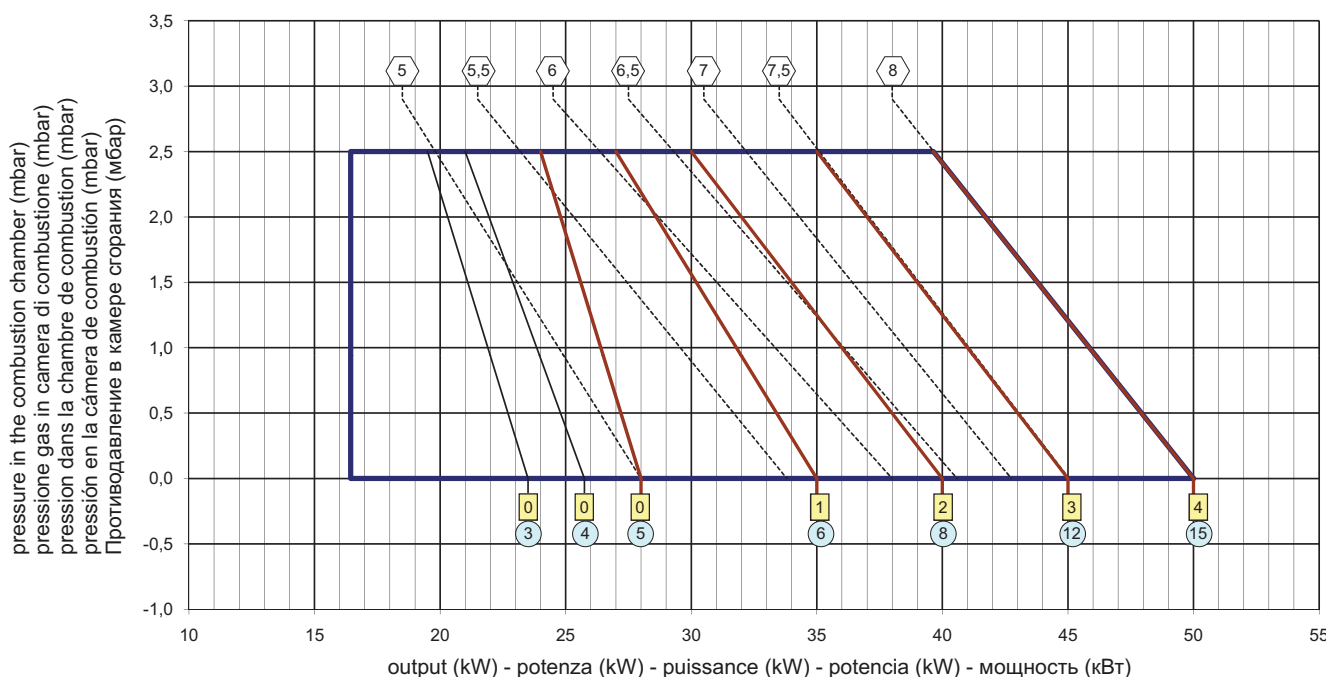 pressure in the combustion chamber (mbar)
pressione gas in camera di combustione (mbar)
pression dans la chambre de combustion (mbar)
pressión en la cámera de combustión (mbar)
Противодавление в камере сгорания (мбар)
3,5
3.0
2,5
2,0
1,5
1,0
0,5
0.0
-0,5
-1,0
5 5,5 6 6,5 7 7,5 8
0 0 0 1 2 3 4
3 4 5 6 8 12 15
10 15 20 25 30 35 40 45 50 55
output (kW) - potenza (kW) - puissance (kW) - potencia (kW) - мощность (кВт)